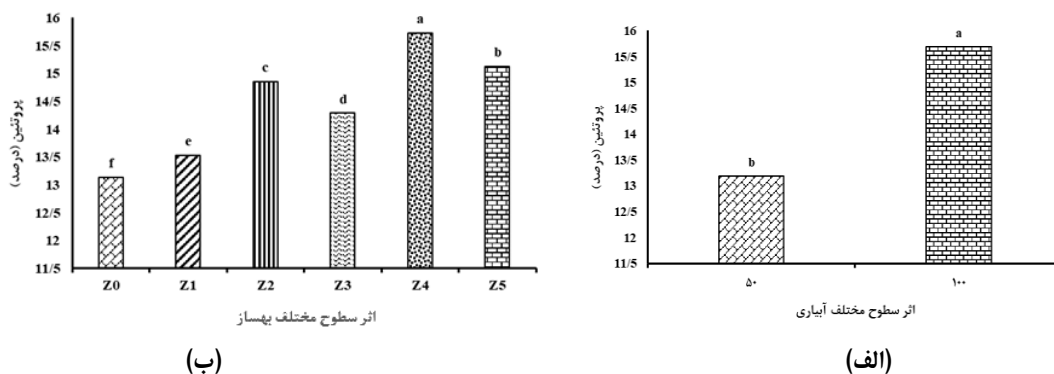 16
15/5
15
14/5
14
13/5
13
12/5
12
11/5
پروتئین (درصد)
a
b
۵۰
۱۰۰
اثر سطوح مختلف آبیاری
(الف)
16
15/5
15
14/5
14
13/5
13
12/5
12
11/5
پروتئین (درصد)
f
e
c
d
a
b
Z0
Z1
Z2
Z3
Z4
Z5
اثر سطوح مختلف بهساز
(ب)